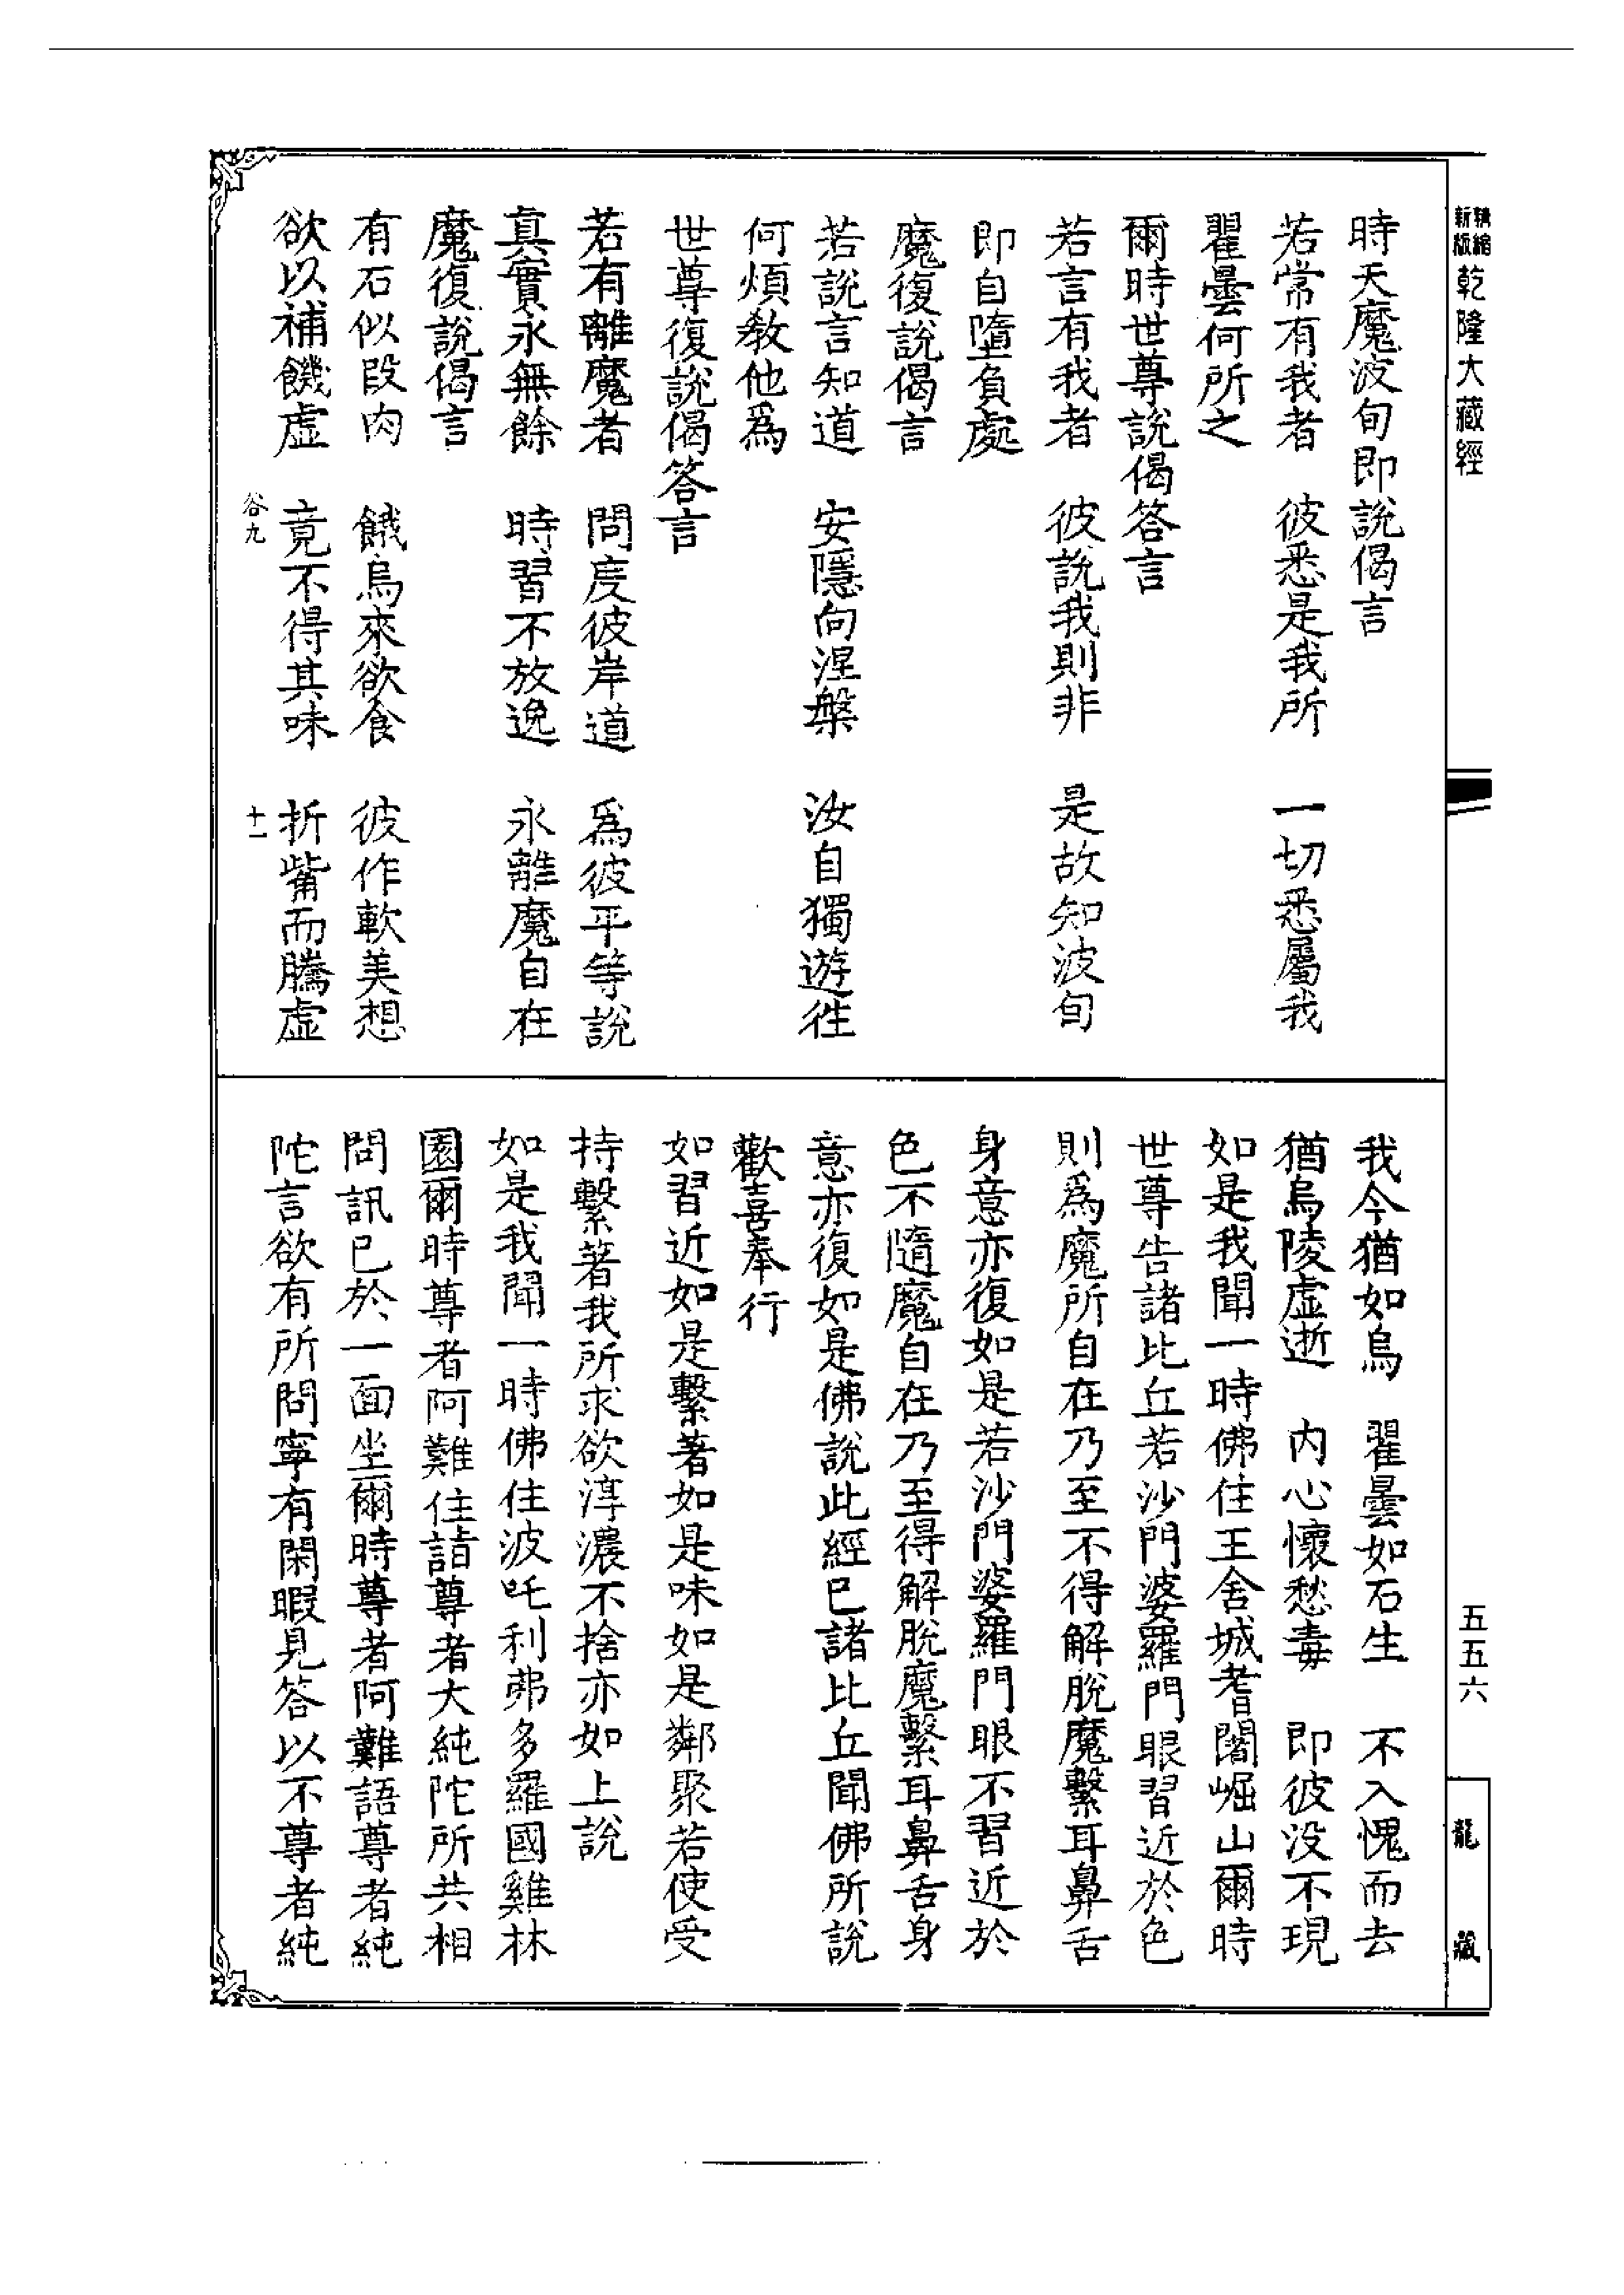 新版精縮乾隆大藏經
時天魔波旬即說偈言
若常有我者　彼悉是我所　一切悉屬我
瞿曇何所之
爾時世尊說偈答言
若言有我者　彼說我則非　是故知波旬
即自墮負處
魔復說偈言
若說言知道　安隱向涅槃　汝自獨遊往
何煩教他爲
世尊復說偈答言
若有離魔者　問度彼岸道　爲彼平等說
真實永無餘　時習不放逸　永離魔自在
魔復說偈言
有石似段肉　餓烏來欲食　彼作軟美想
欲以補饑虛　竟不得其味　折觜而騰虛
谷九　十一
我今猶如烏　瞿曇如石生　不入愧而去
猶烏陵虛逝　內心懷愁毒　即彼没不現
如是我聞一時佛住王舍城耆闍崛山爾時
世尊告諸比丘若沙門婆羅門眼習近於色
則爲魔所自在乃至不得解脫魔繫耳鼻舌
身意亦復如是若沙門婆羅門眼不習近於
色不隨魔自在乃至得解脫魔繫耳鼻舌身
意亦復如是佛說此經已諸比丘聞佛所說
歡喜奉行
如習近如是繫著如是味如是鄰聚若使受
持繫著我所求欲淳濃不捨亦如上說
如是我聞一時佛住波吒利弗多羅國雞林
園爾時尊者阿難往詣尊者大純陀所共相
問訊已於一面坐爾時尊者阿難語尊者純
陀言欲有所問寧有閑暇見答以不尊者純
五五六
龍藏